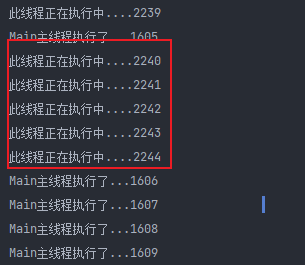 此线程正在执行中....2239
Main主线程执行了...1605
此线程正在执行中....2240
此线程正在执行中....2241
此线程正在执行中....2242
此线程正在执行中....2243
此线程正在执行中....2244
Main主线程执行了...1606
Main主线程执行了...1607
Main主线程执行了...1608
Main主线程执行了...1609